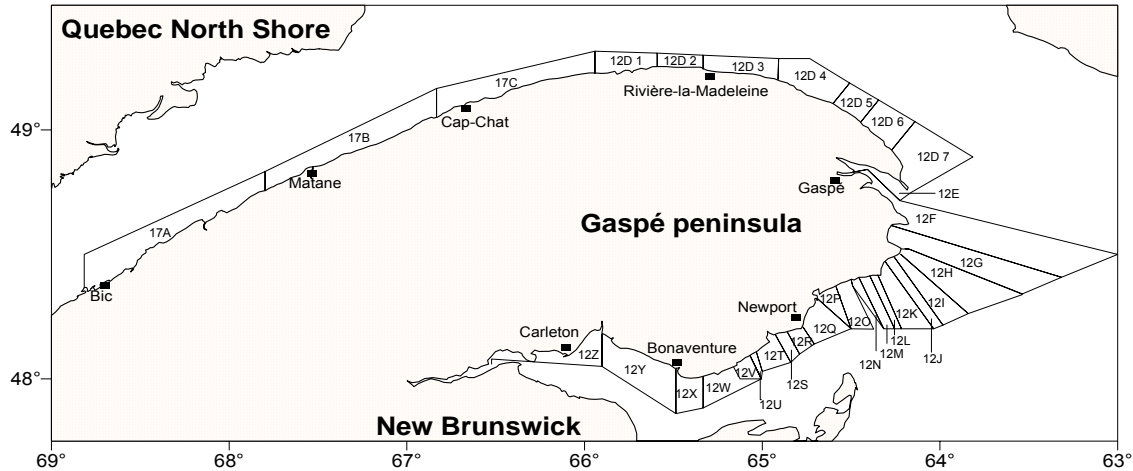 Quebec North Shore
12D 1
12D 2
12D 3
12D 4
17C
Rivière-la-Madeleine
12D 5
Cap-Chat
12D 6
49°
17B
12D 7
Matane
Gaspé
12E
12F
Gaspé peninsula
17A
12G
12H
Bic
12P
12I
Newport
12K
12O
12Q
Carleton
12R
12L
Bonaventure
12Z
12T
12M
12J
12N
12Y
12V
12S
48°
12X
12W
12U
New Brunswick
69°
68°
67°
66°
65°
64°
63°